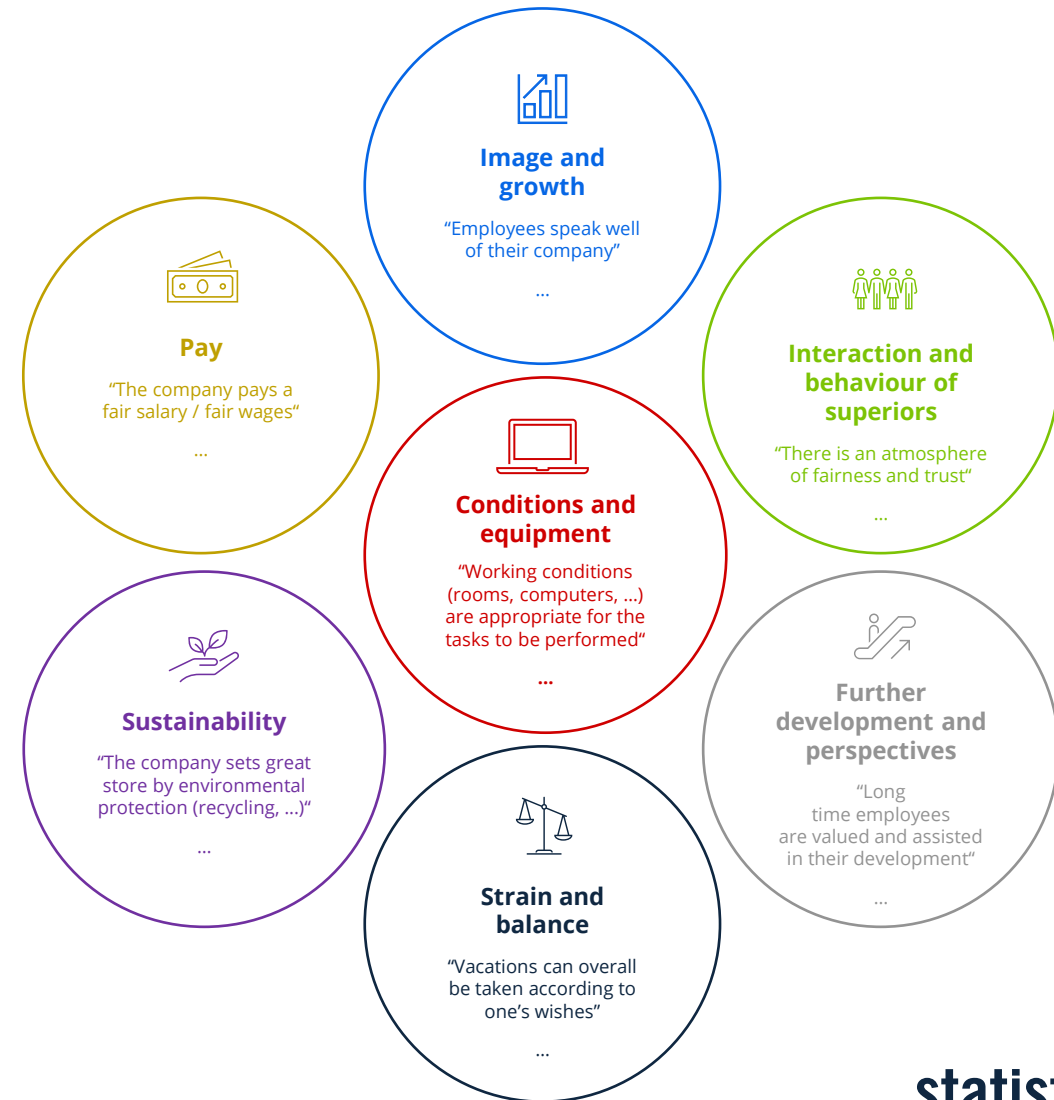 Image and
growth
“Employees speak well
of their company”
...
Pay
“The company pays a
fair salary / fair wages“
...
Interaction and
behaviour of
superiors
“There is an atmosphere
of fairness and trust“
...
Conditions and
equipment
“Working conditions
(rooms, computers, ...)
are appropriate for the
tasks to be performed“
...
Sustainability
“The company sets great
store by environmental
protection (recycling, ...)“
...
Further
development and
perspectives
“Long
time employees
are valued and assisted
in their development“
...
Strain and
balance
“Vacations can overall
be taken according to
one’s wishes”
...